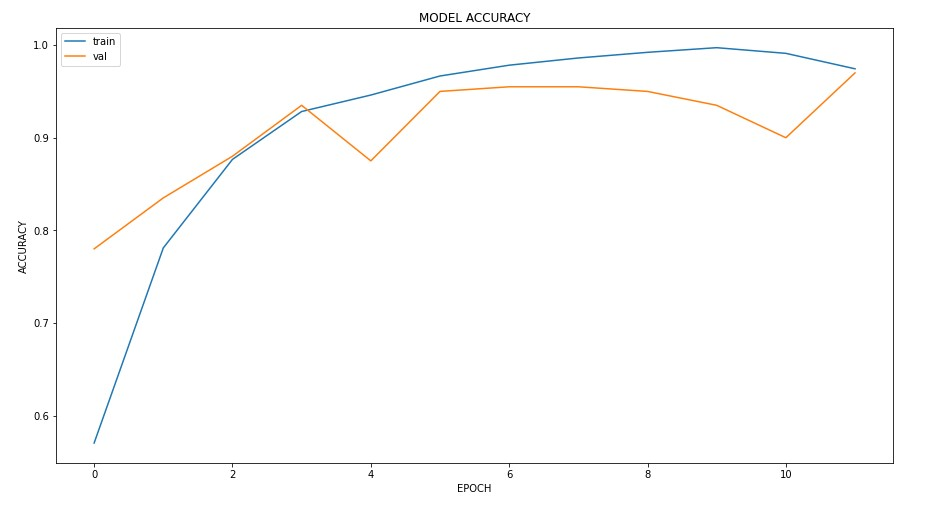 MODEL ACCURACY
train
val
1.0
0.9
0.8
0.7
0.6
ACCURACY
0 2 4 6 8 10
EPOCH